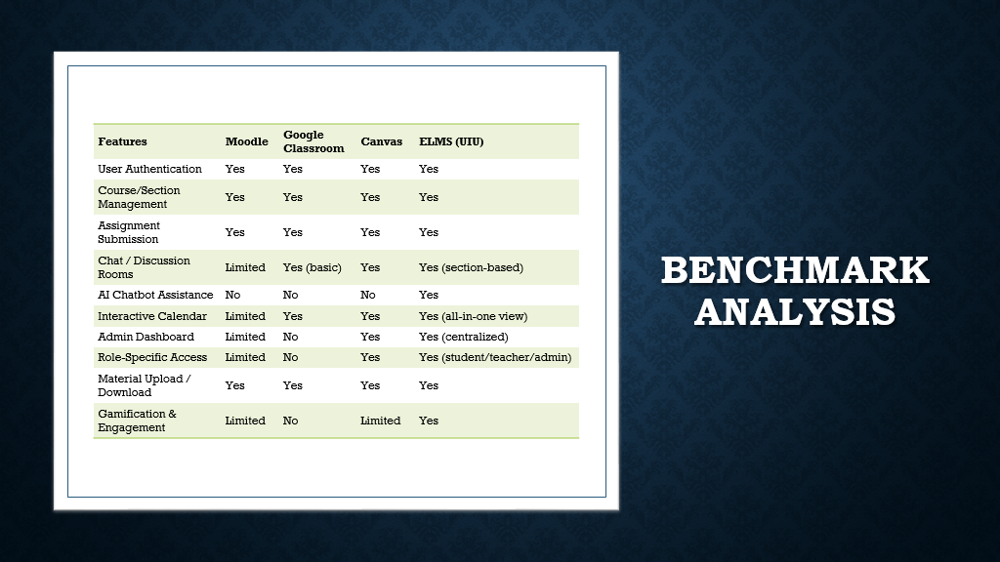 Features Moodle Google Classroom Canvas ELMS (UIU)
User Authentication Yes Yes Yes Yes
Course/Section Management Yes Yes Yes Yes
Assignment Submission Yes Yes Yes Yes
Chat / Discussion Rooms Limited Yes (basic) Yes Yes (section-based)
AI Chatbot Assistance No No No Yes
Interactive Calendar Limited Yes Yes Yes (all-in-one view)
Admin Dashboard Limited No Yes Yes (centralized)
Role-Specific Access Limited No Yes Yes (student/teacher/admin)
Material Upload / Download Yes Yes Yes Yes
Gamification & Engagement Limited No Limited Yes
BENCHMARK
ANALYSIS